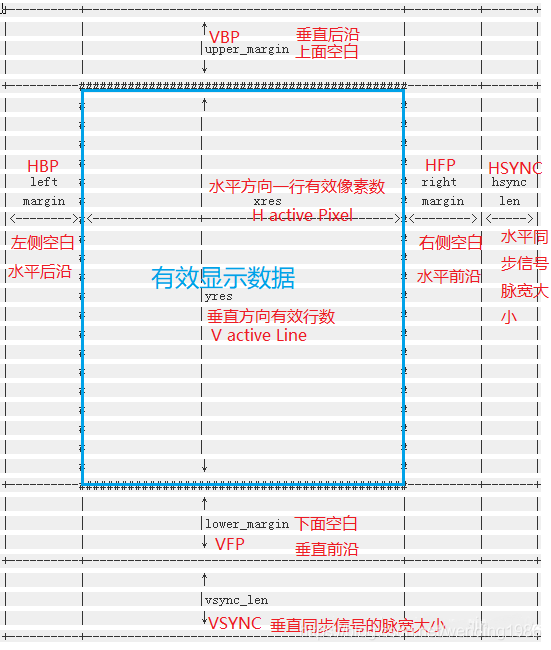 VBP 垂直后沿
upper_margin 上面空白
HBP
left
margin
左侧空白
水平后沿
水平方向一行有效像素数
xres
H active Pixel
有效显示数据
yres
垂直方向有效行数
V active Line
HFP
right
margin
右侧空白
水平前沿
HSYNC
hsync
len
水平同
步信号
脉宽大
小
lower_margin 下面空白
VFP 垂直前沿
vsync_len
VSYNC 垂直同步信号的脉宽大小